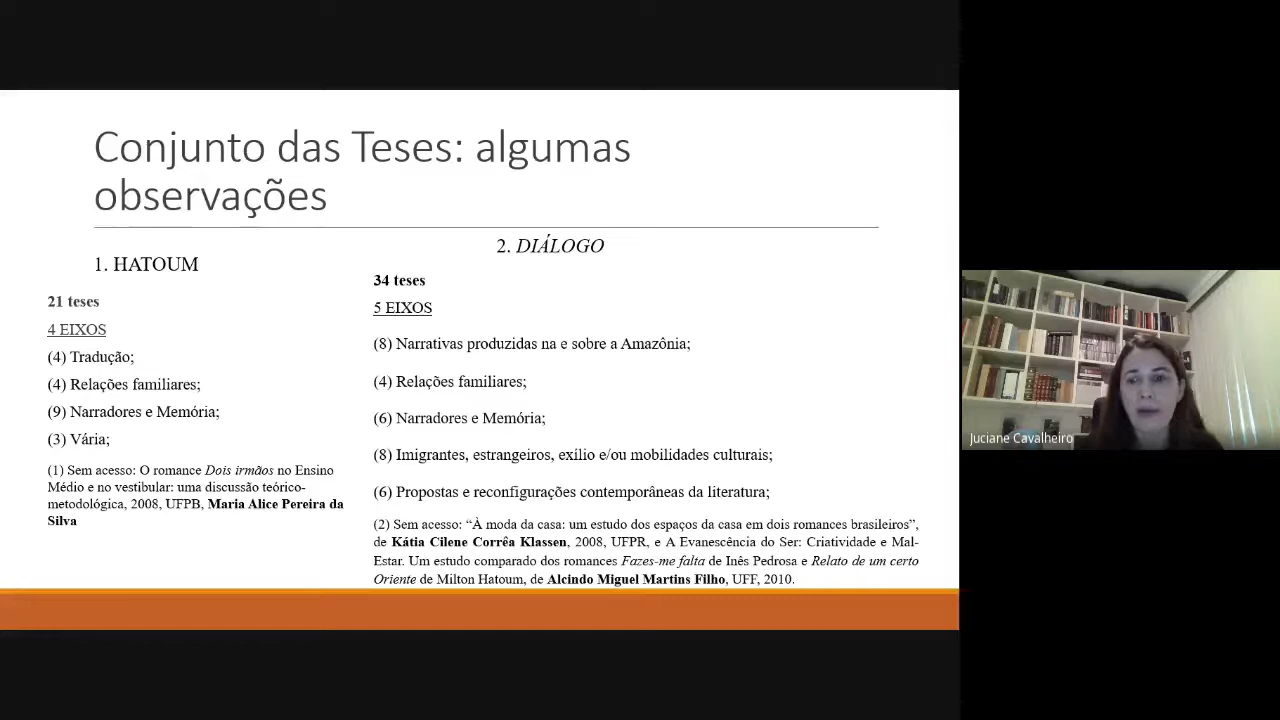 Conjunto das Teses: algumas
observações
1. HATOUM
21 teses
4 EIXOS
(4) Tradução;
(4) Relações familiares;
(9) Narradores e Memória;
(3) Vária;
(1) Sem acesso: O romance Dois irmãos no Ensino
Médio e no vestibular: uma discussão teórico-
metodológica, 2008, UFPB, Maria Alice Pereira da
Silva
2. DIÁLOGO
34 teses
5 EIXOS
(8) Narrativas produzidas na e sobre a Amazônia;
(4) Relações familiares;
(6) Narradores e Memória;
(8) Imigrantes, estrangeiros, exílio e/ou mobilidades culturais;
(6) Propostas e reconfigurações contemporâneas da literatura;
(2) Sem acesso: “À moda da casa: um estudo dos espaços da casa em dois romances brasileiros”,
de Kátia Cilene Corrêa Klassen, 2008, UFPR, e A Evanescência do Ser: Criatividade e Mal-
Estar. Um estudo comparado dos romances Fazes-me falta de Inês Pedrosa e Relato de um certo
Oriente de Milton Hatoum, de Alcindo Miguel Martins Filho, UFF, 2010.
Juciane Cavalheiro